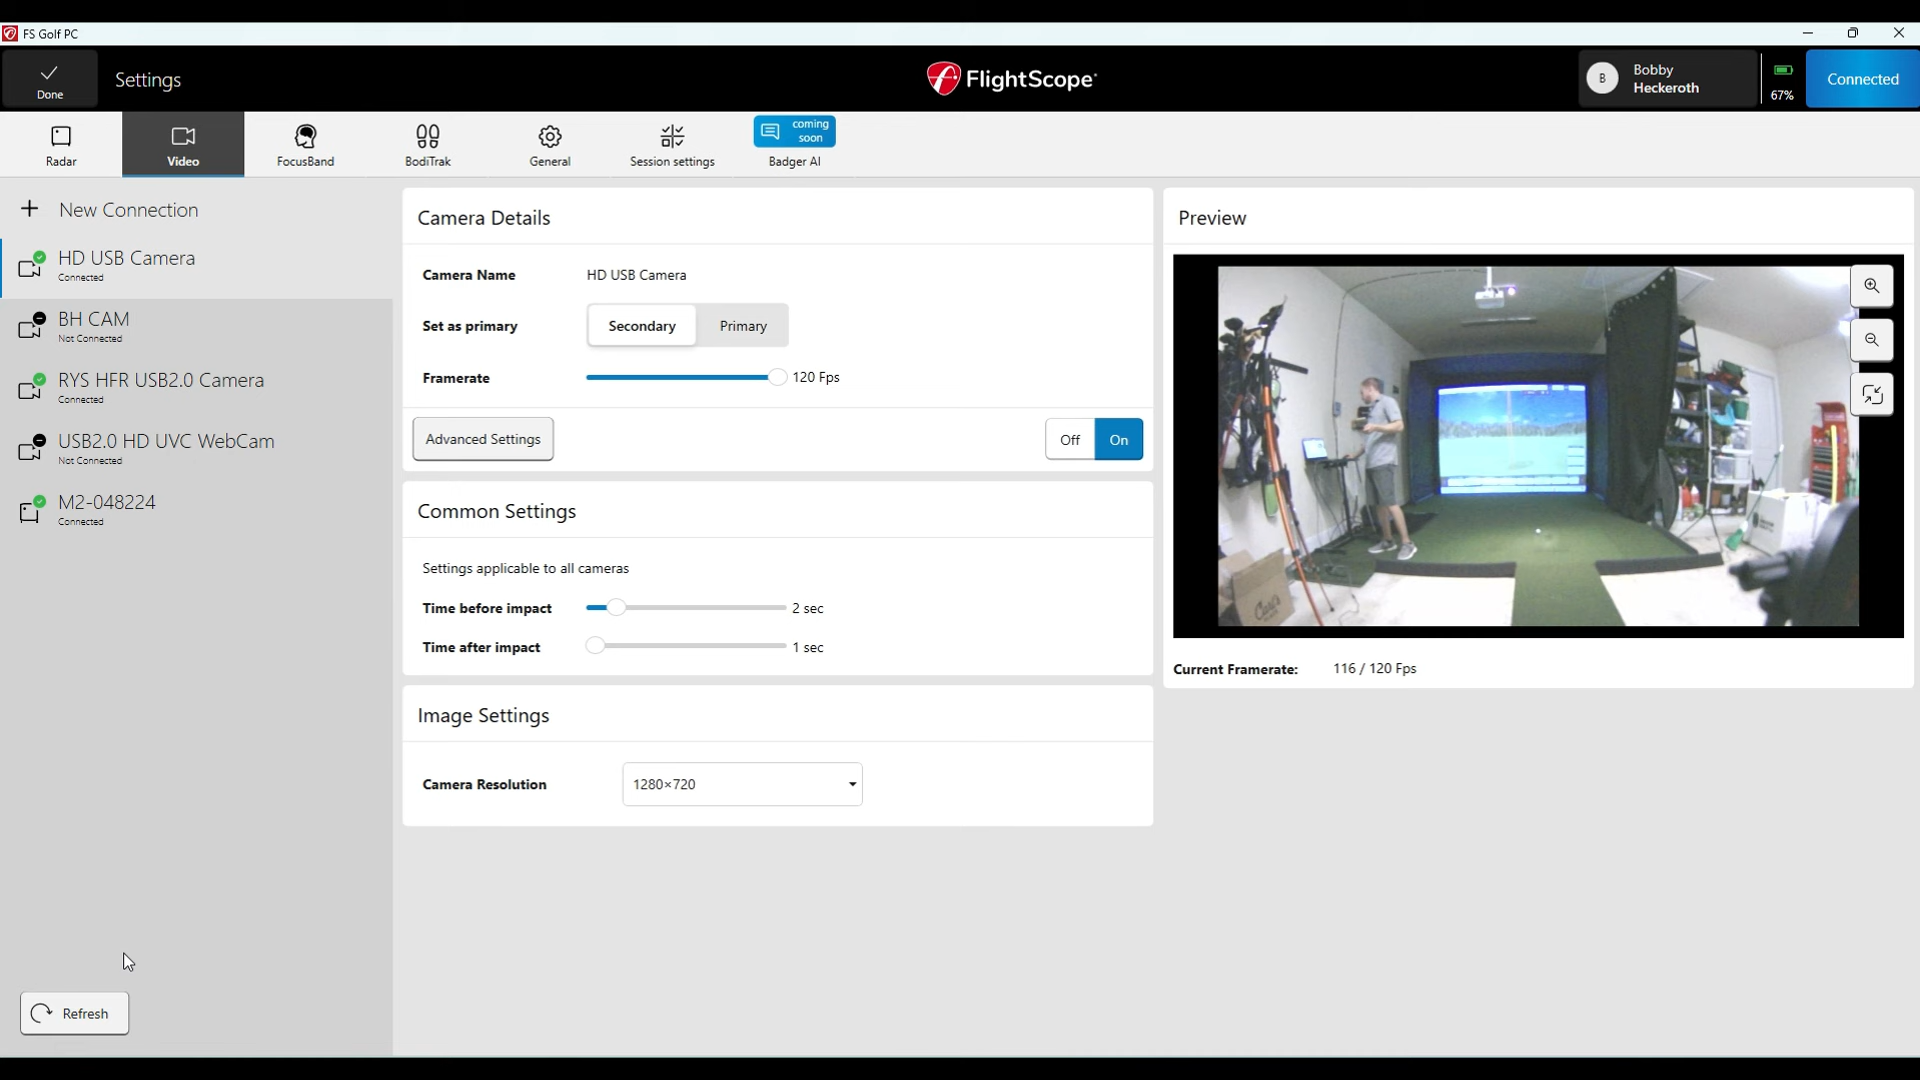 FS Golf PC
Done
Settings
FlightScope
B
Bobby
Heckeroth
67%
Connected
Radar
Video
FocusBand
BodiTrak
General
Session settings
coming
soon
Badger AI
New Connection
HD USB Camera
Connected
BH CAM
Not Connected
RYS HFR USB2.0 Camera
Connected
USB2.0 HD UVC WebCam
Not Connected
M2-048224
Connected
Refresh
Camera Details
Camera Name HD USB Camera
Set as primary Secondary Primary
Framerate 120 Fps
Advanced Settings Off On
Common Settings
Settings applicable to all cameras
Time before impact 2 sec
Time after impact 1 sec
Image Settings
Camera Resolution 1280×720
Preview
Current Framerate: 116 / 120 Fps